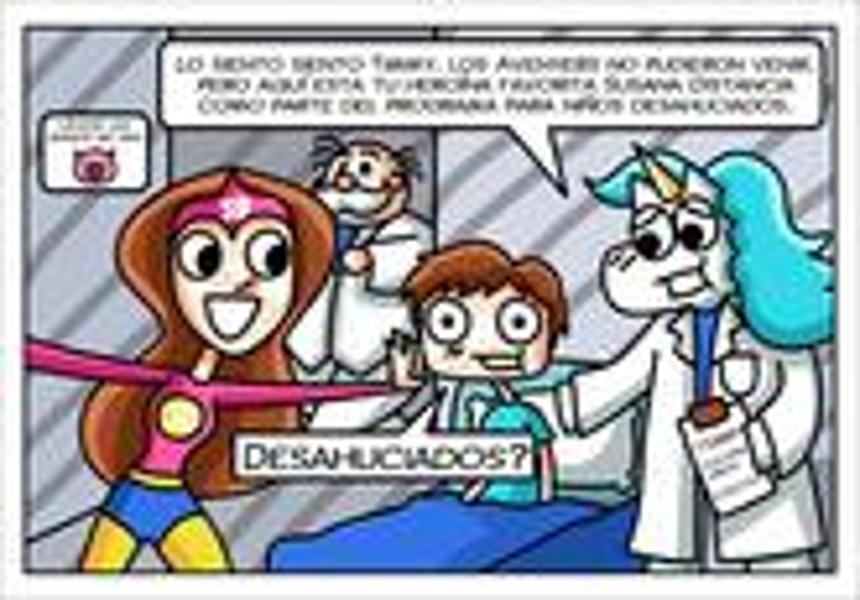 Lo siento siento Timmy, los Avengers no pudieron venir,
pero aquí esta tu heroína favorita Susana Distancia
como parte del programa para niños desahuciados.
Desahuciados?